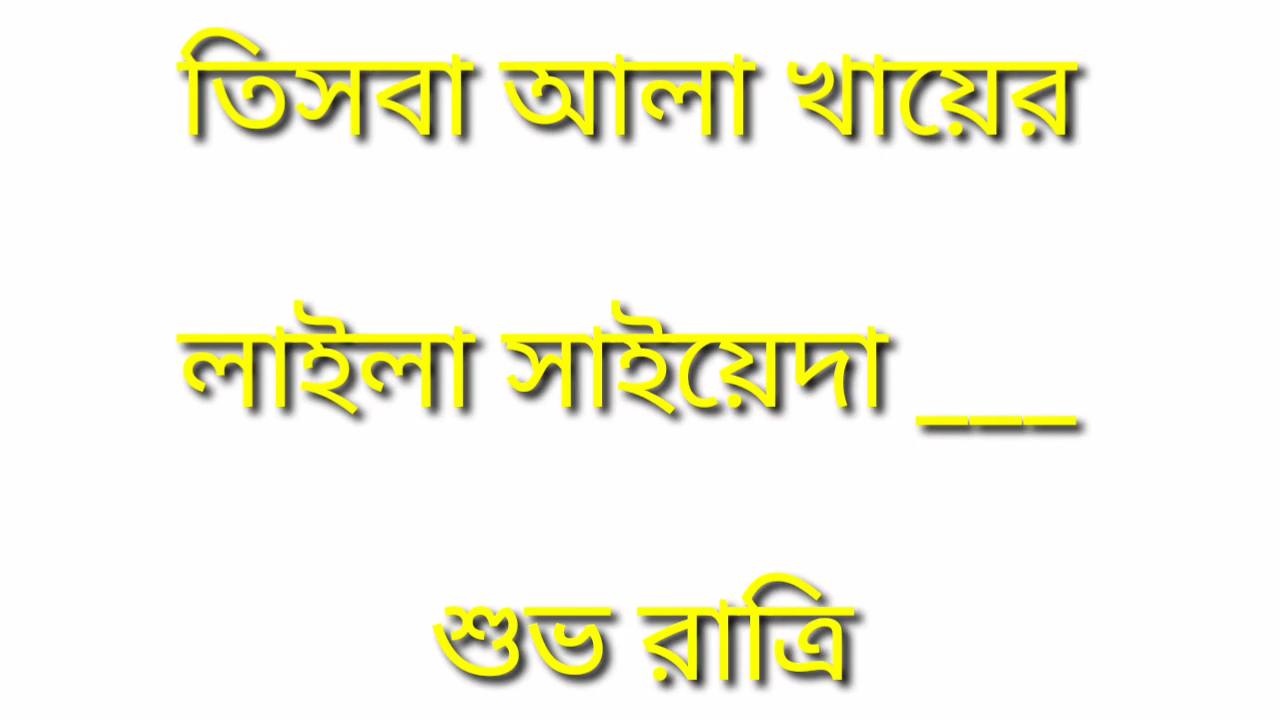 তিসবা আলা খায়ের
লাইলা সাইয়েদা ___
শুভ রাত্রি